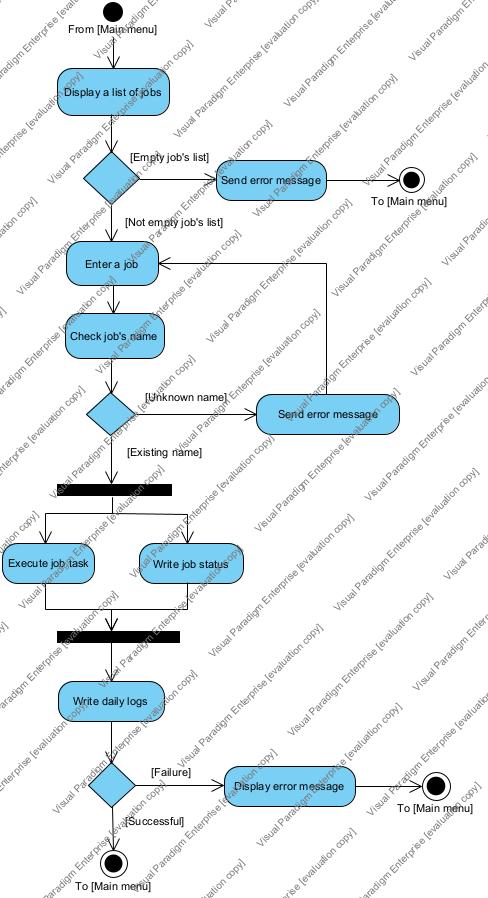 From [Main menu]
Display a list of jobs
[Empty job's list]
Send error message
To [Main menu]
[Not empty job's list]
Enter a job
Check job's name
[Unknown name]
Send error message
[Existing name]
Execute job task
Write job status
Write daily logs
[Failure]
Display error message
To [Main menu]
[Successful]
To [Main menu]
Visual Paradigm Enterprise [evaluation copy]